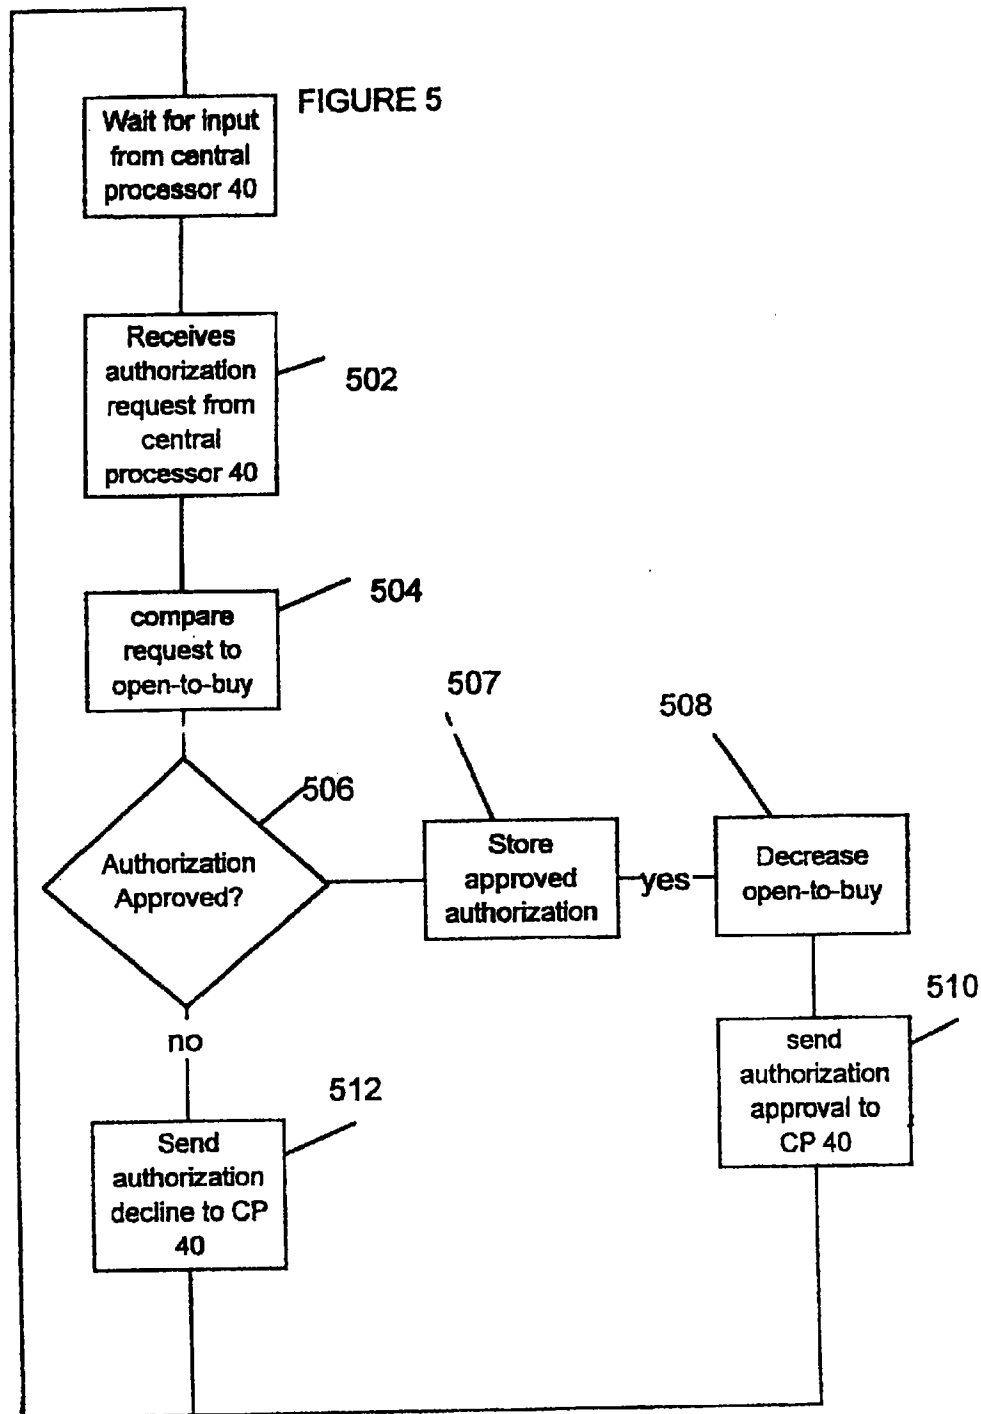 FIGURE 5
Wait for input
from central
processor 40
Receives
authorization
request from
central
processor 40
502
compare
request to
open-to-buy
504
506
Authorization
Approved?
507
Store
approved
authorization
yes
508
Decrease
open-to-buy
510
send
authorization
approval to
CP 40
no
512
Send
authorization
decline to CP
40